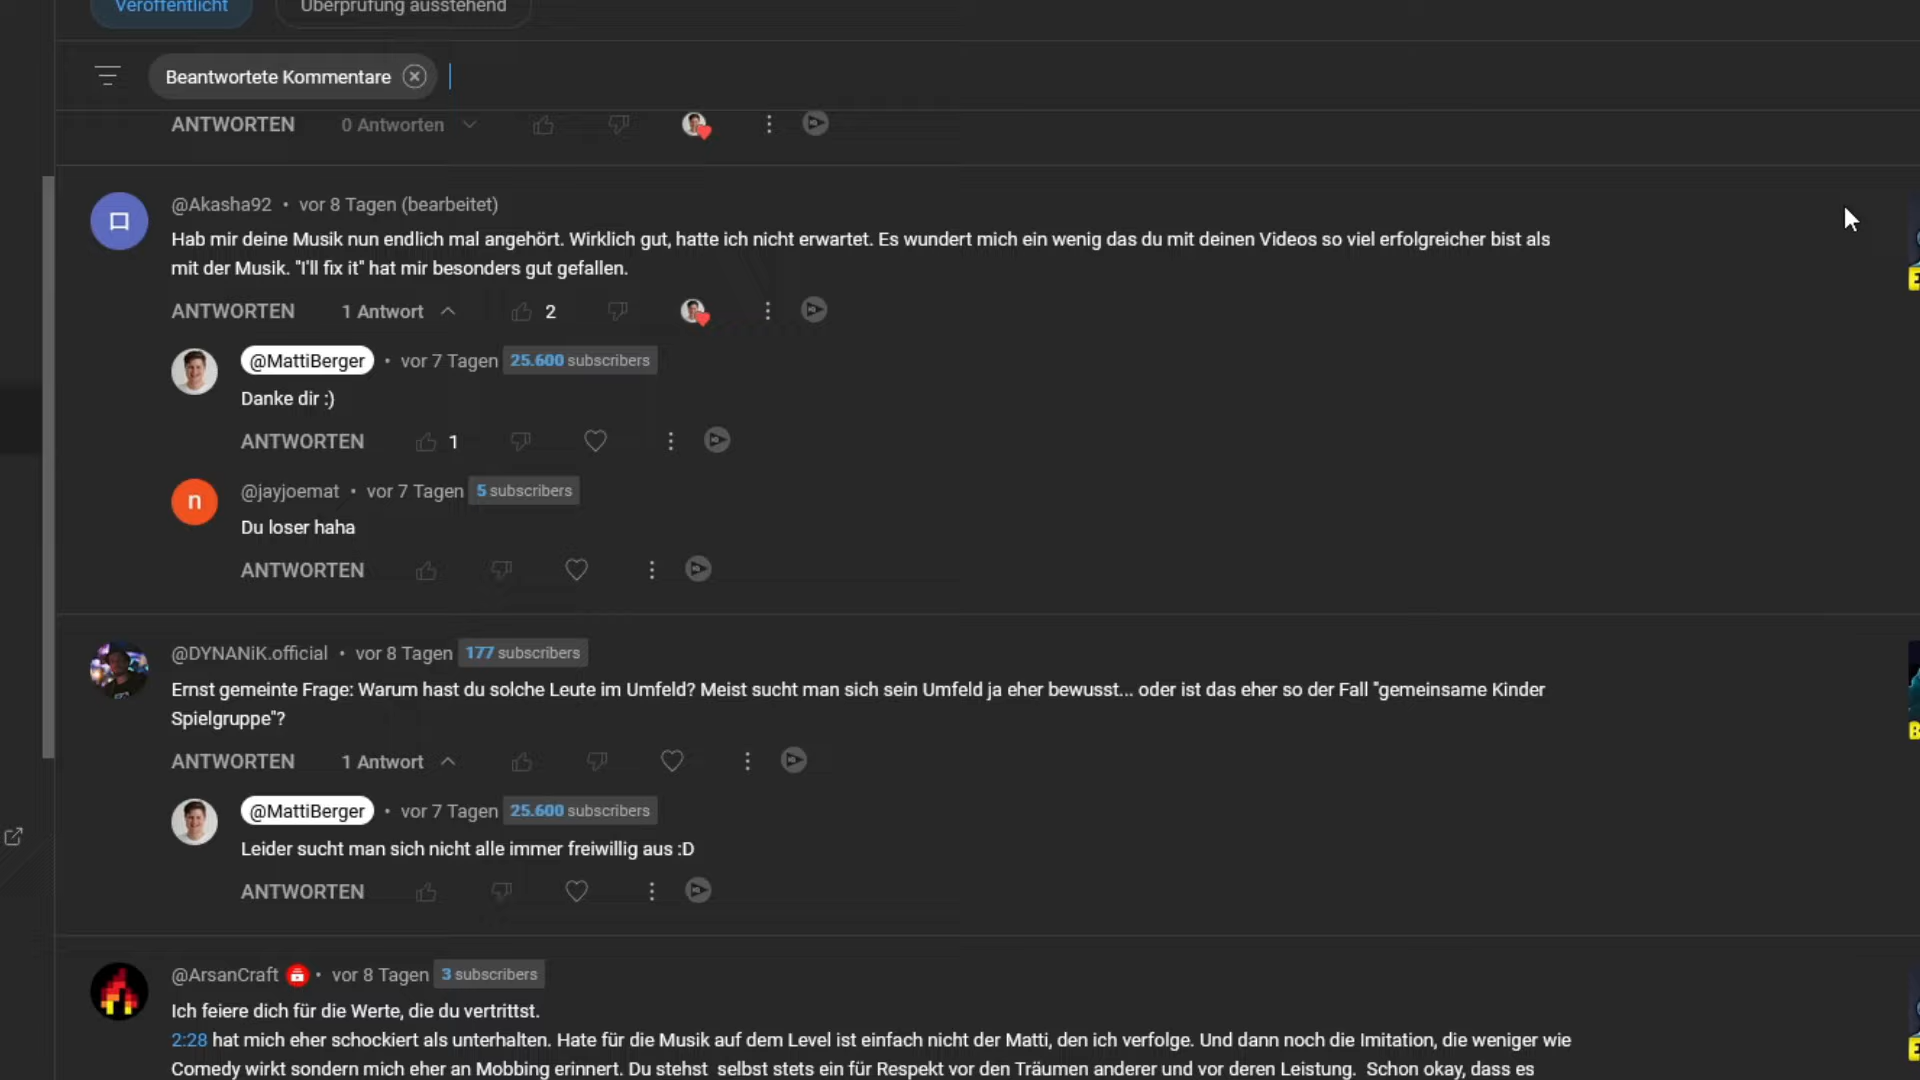 Veröffentlicht Überprüfung ausstehend
Beantwortete Kommentare
ANTWORTEN 0 Antworten
@Akasha92 • vor 8 Tagen (bearbeitet)
Hab mir deine Musik nun endlich mal angehört. Wirklich gut, hatte ich nicht erwartet. Es wundert mich ein wenig das du mit deinen Videos so viel erfolgreicher bist als
mit der Musik. "I'll fix it" hat mir besonders gut gefallen.
ANTWORTEN 1 Antwort 2
@MattiBerger • vor 7 Tagen 25.600 subscribers
Danke dir :)
ANTWORTEN 1
n
@jayjoemat • vor 7 Tagen 5 subscribers
Du loser haha
ANTWORTEN
@DYNANiK.official • vor 8 Tagen 177 subscribers
Ernst gemeinte Frage: Warum hast du solche Leute im Umfeld? Meist sucht man sich sein Umfeld ja eher bewusst... oder ist das eher so der Fall "gemeinsame Kinder
Spielgruppe"?
ANTWORTEN 1 Antwort
@MattiBerger • vor 7 Tagen 25.600 subscribers
Leider sucht man sich nicht alle immer freiwillig aus :D
ANTWORTEN
@ArsanCraft • vor 8 Tagen 3 subscribers
Ich feiere dich für die Werte, die du vertrittst.
2:28 hat mich eher schockiert als unterhalten. Hate für die Musik auf dem Level ist einfach nicht der Matti, den ich verfolge. Und dann noch die Imitation, die weniger wie
Comedy wirkt sondern mich eher an Mobbing erinnert. Du stehst selbst stets ein für Respekt vor den Träumen anderer und vor deren Leistung. Schon okay, dass es